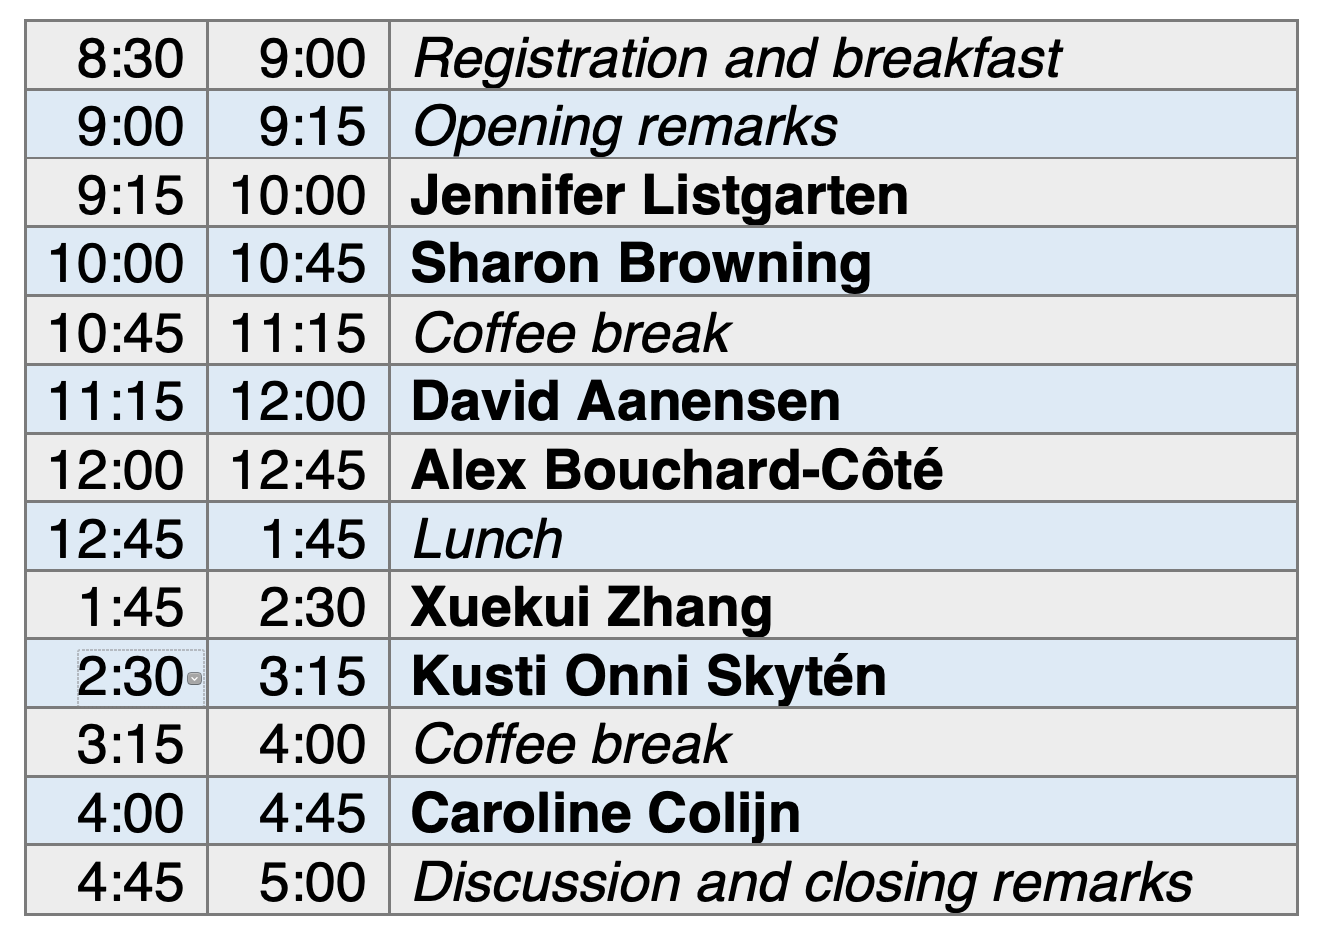 8:30 9:00 Registration and breakfast
9:00 9:15 Opening remarks
9:15 10:00 Jennifer Listgarten
10:00 10:45 Sharon Browning
10:45 11:15 Coffee break
11:15 12:00 David Aanensen
12:00 12:45 Alex Bouchard-Côté
12:45 1:45 Lunch
1:45 2:30 Xuekui Zhang
2:30 3:15 Kusti Onni Skytén
3:15 4:00 Coffee break
4:00 4:45 Caroline Colijn
4:45 5:00 Discussion and closing remarks